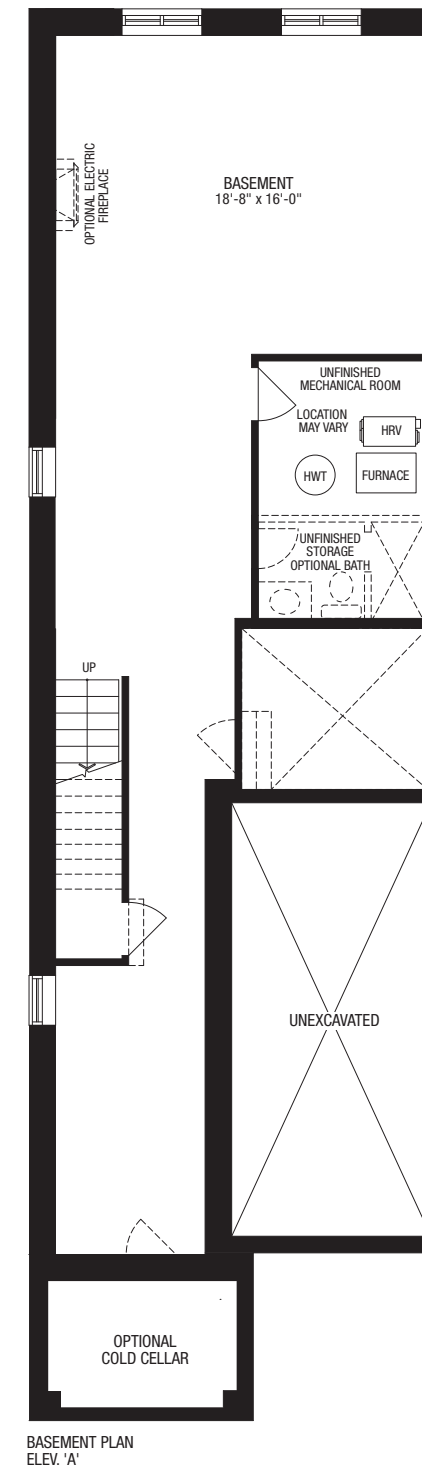 OPTIONAL ELECTRIC
FIREPLACE
BASEMENT
18'-8" x 16'-0"
UNFINISHED
MECHANICAL ROOM
LOCATION
MAY VARY
HRV
HWT
FURNACE
UNFINISHED
STORAGE
OPTIONAL BATH
UP
UNEXCAVATED
OPTIONAL
COLD CELLAR
BASEMENT PLAN
ELEV. 'A'